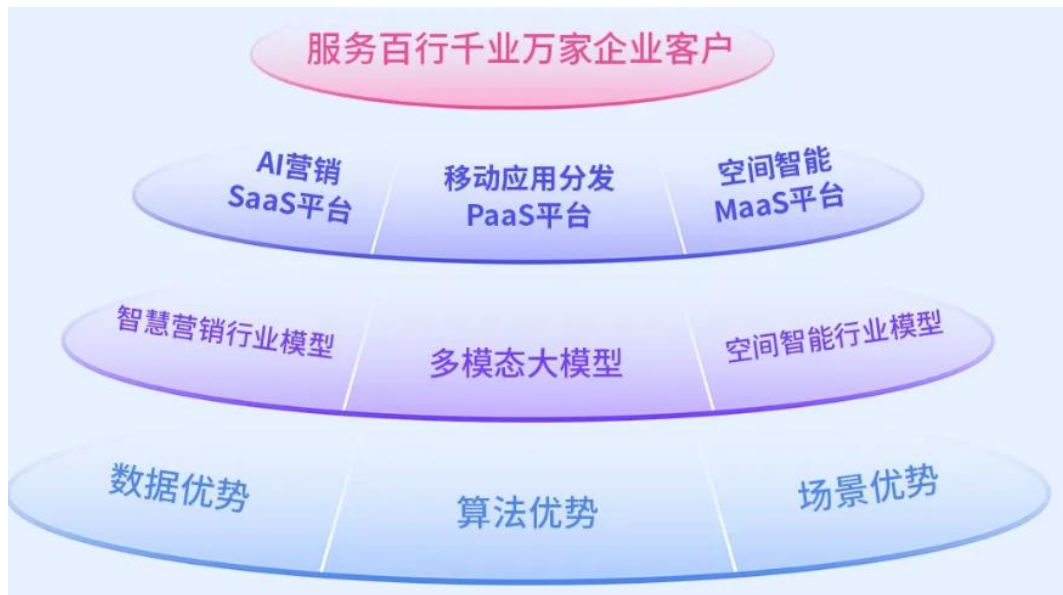 服务百行千业万家企业客户
AI营销
SaaS平台
移动应用分发
PaaS平台
空间智能
MaaS平台
智慧营销行业模型
多模态大模型
空间智能行业模型
数据优势
算法优势
场景优势